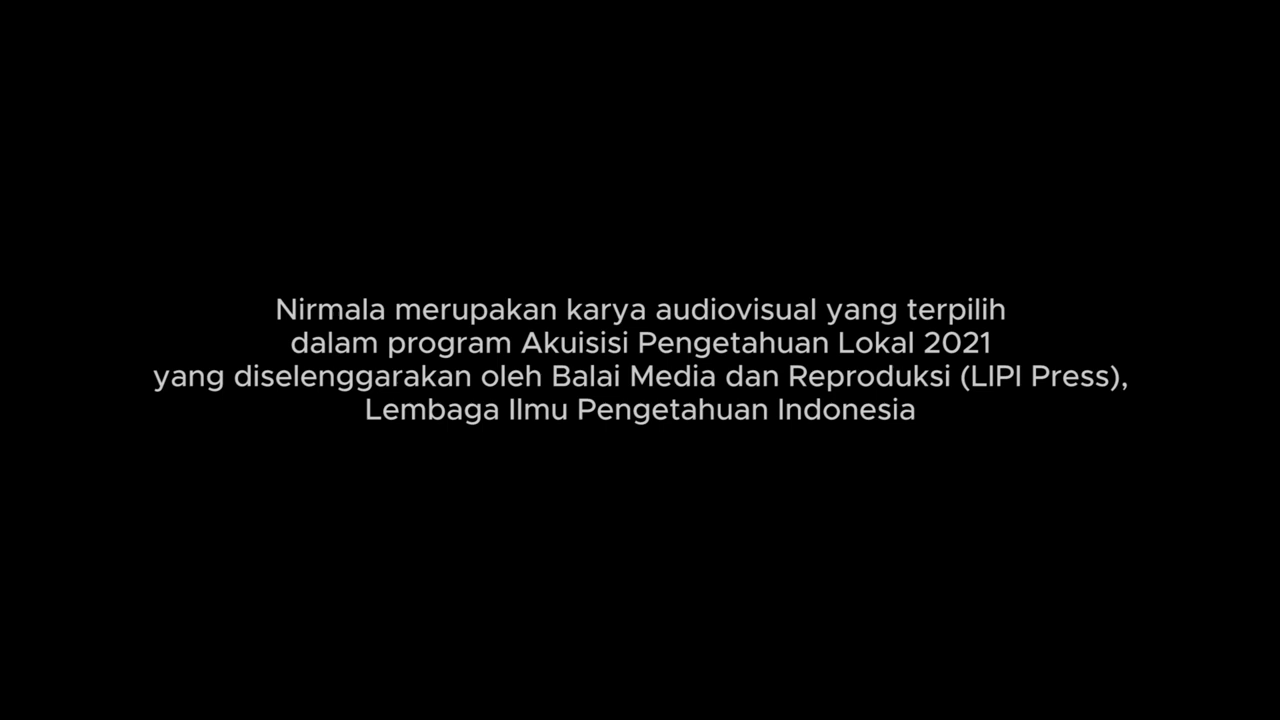 Nirmala merupakan karya audiovisual yang terpilih
dalam program Akuisisi Pengetahuan Lokal 2021
yang diselenggarakan oleh Balai Media dan Reproduksi (LIPI Press),
Lembaga Ilmu Pengetahuan Indonesia